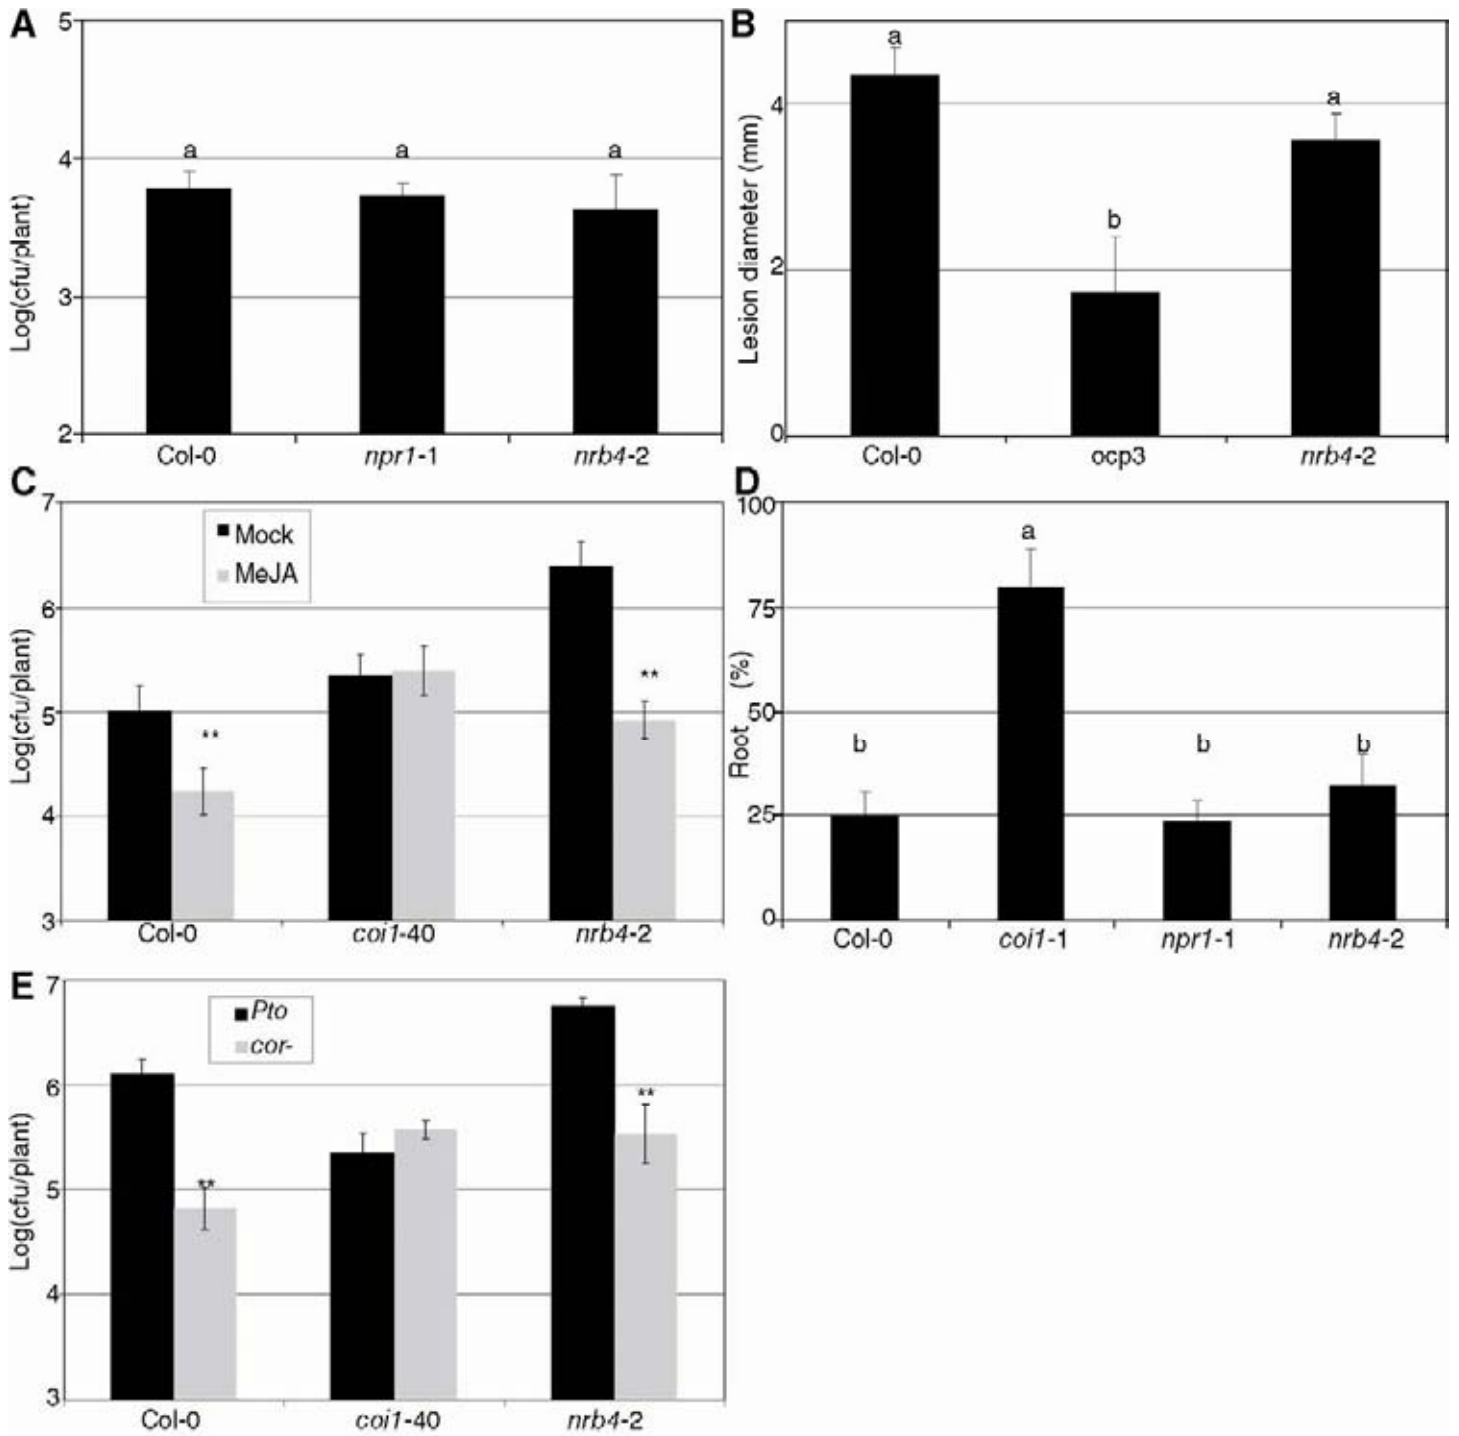 A
5
4
3
2
Log(cfu/plant)
a
a
a
Col-0
npr1-1
nrb4-2
B
4
2
0
Lesion diameter (mm)
a
b
a
Col-0
ocp3
nrb4-2
C
7
6
5
4
3
Log(cfu/plant)
Mock
MeJA
**
**
Col-0
coi1-40
nrb4-2
D
100
75
50
25
0
Root (%)
b
a
b
b
Col-0
coi1-1
npr1-1
nrb4-2
E
7
6
5
4
3
Log(cfu/plant)
Pto
cor-
**
**
Col-0
coi1-40
nrb4-2